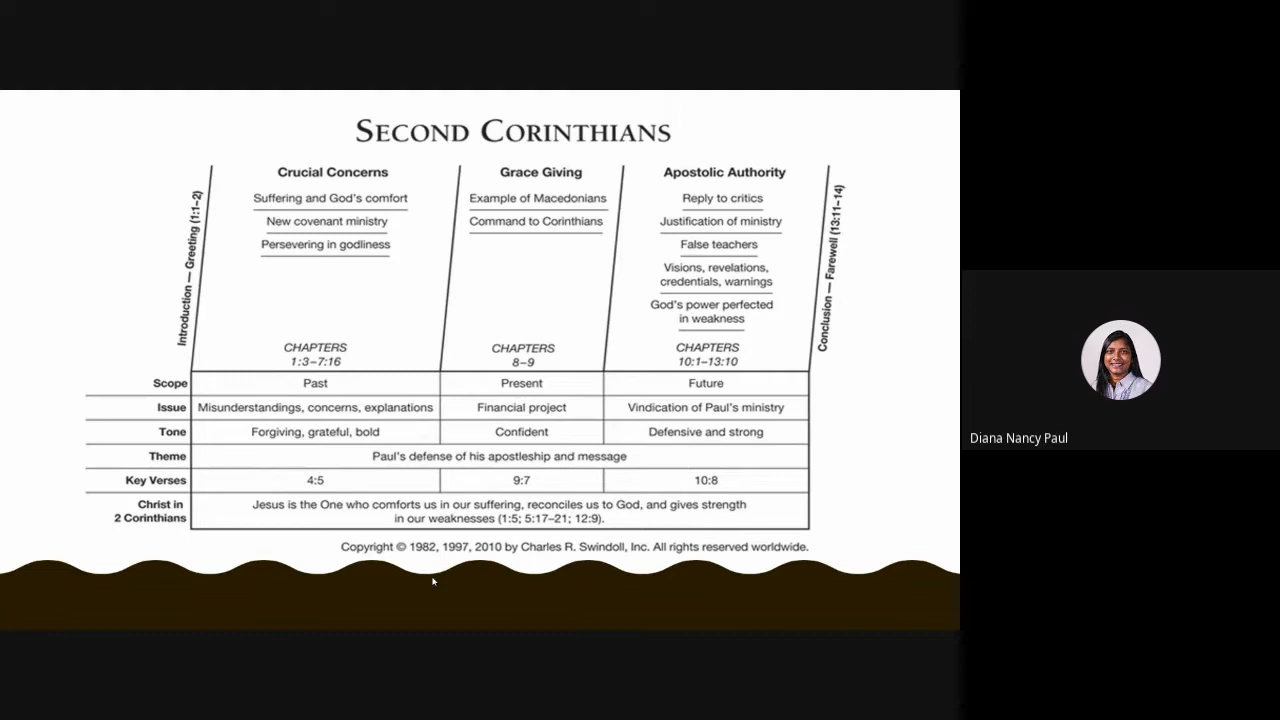 SECOND CORINTHIANS
Introduction — Greeting (1:1–2)
Crucial Concerns
Suffering and God's comfort
New covenant ministry
Persevering in godliness
CHAPTERS
1:3–7:16
Grace Giving
Example of Macedonians
Command to Corinthians
CHAPTERS
8–9
Apostolic Authority
Reply to critics
Justification of ministry
False teachers
Visions, revelations,
credentials, warnings
God's power perfected
in weakness
CHAPTERS
10:1–13:10
Conclusion — Farewell (13:11–14)
Scope Past Present Future
Issue Misunderstandings, concerns, explanations Financial project Vindication of Paul's ministry
Tone Forgiving, grateful, bold Confident Defensive and strong
Theme Paul's defense of his apostleship and message
Key Verses 4:5 9:7 10:8
Christ in
2 Corinthians
Jesus is the One who comforts us in our suffering, reconciles us to God, and gives strength
in our weaknesses (1:5; 5:17–21; 12:9).
Copyright © 1982, 1997, 2010 by Charles R. Swindoll, Inc. All rights reserved worldwide.
Diana Nancy Paul